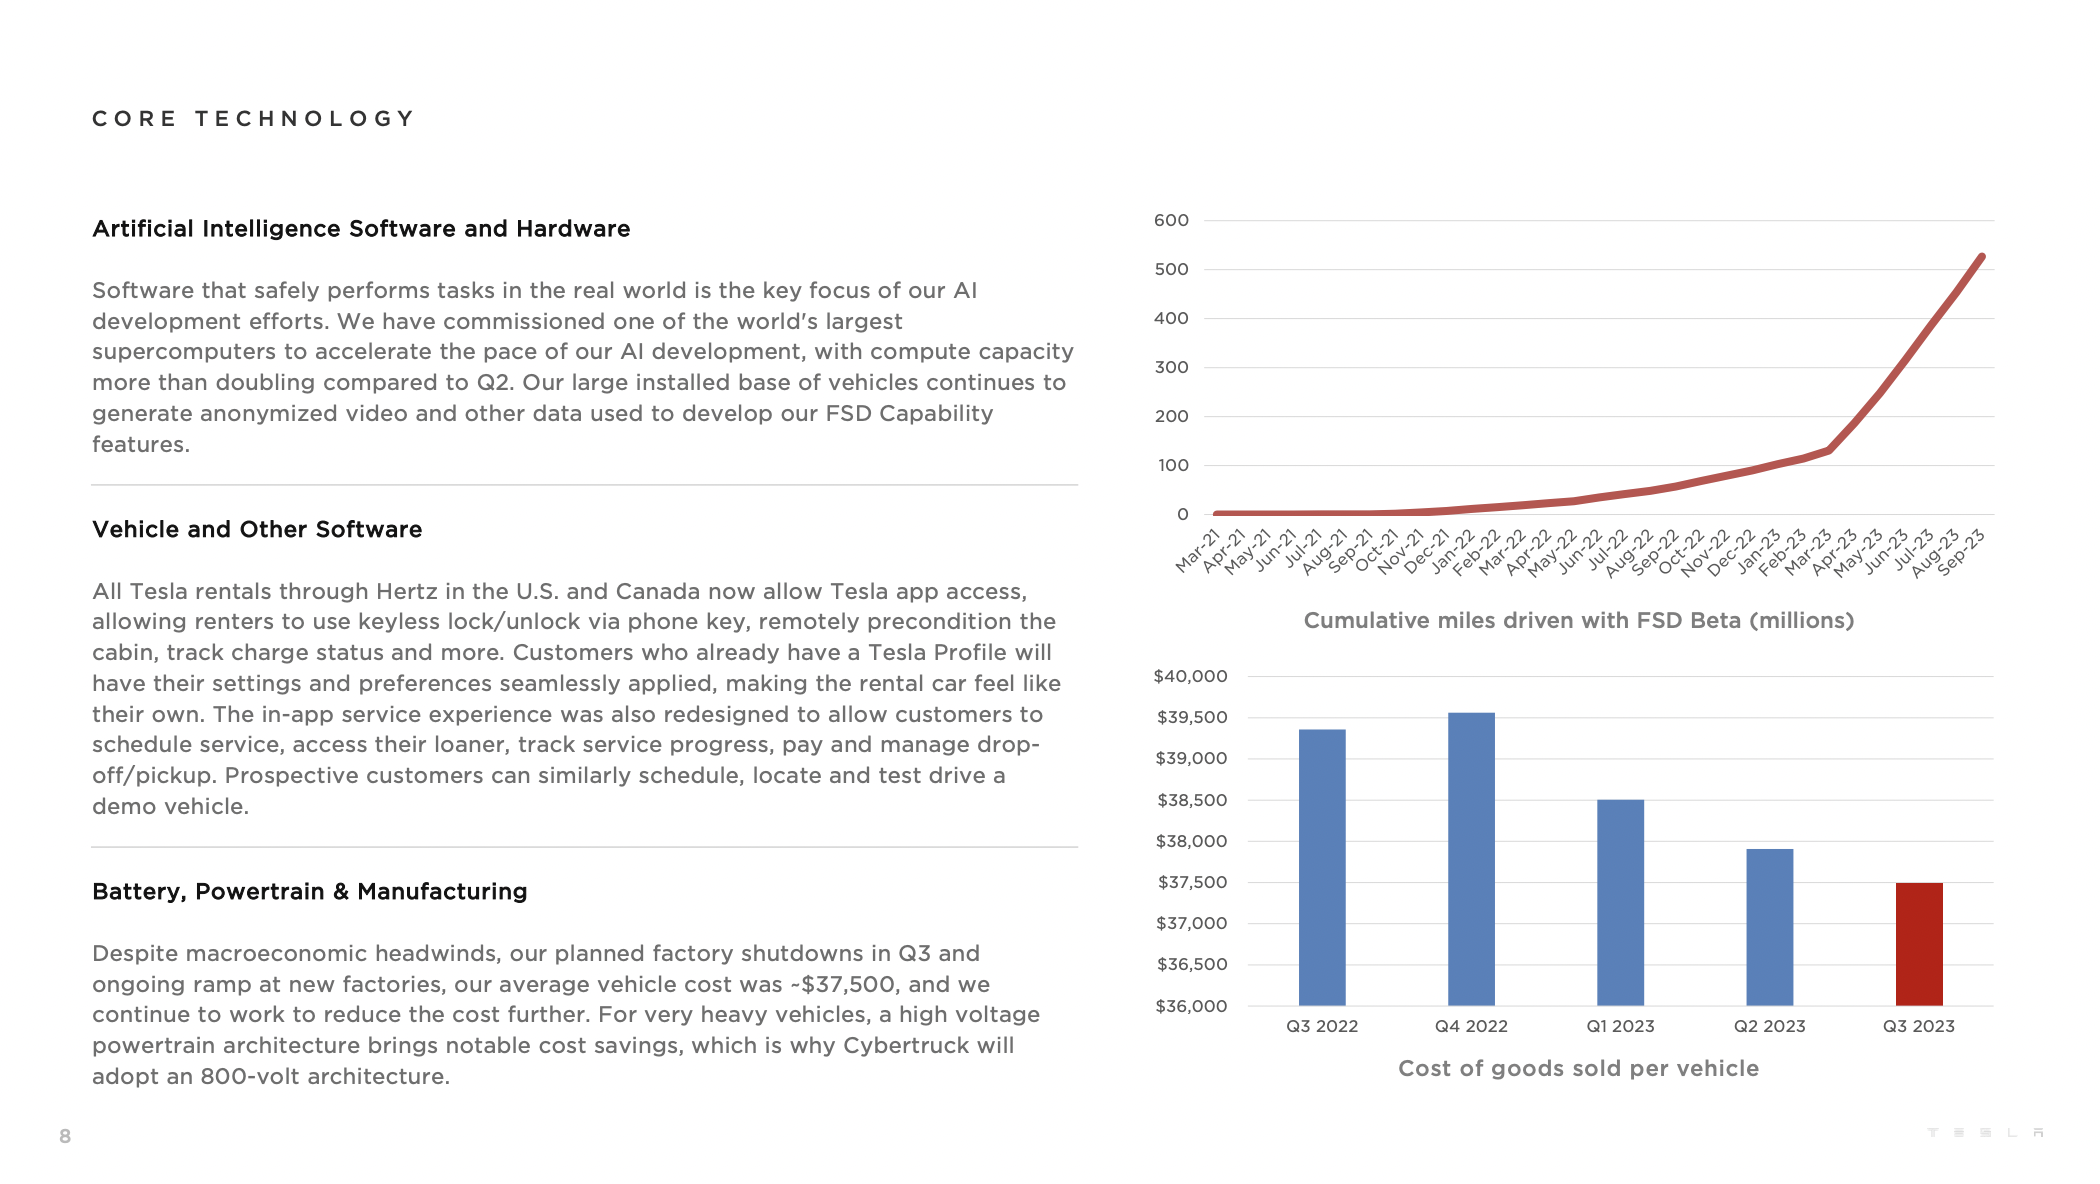 CORE TECHNOLOGY
Artificial Intelligence Software and Hardware
Software that safely performs tasks in the real world is the key focus of our AI
development efforts. We have commissioned one of the world's largest
supercomputers to accelerate the pace of our AI development, with compute capacity
more than doubling compared to Q2. Our large installed base of vehicles continues to
generate anonymized video and other data used to develop our FSD Capability
features.
Vehicle and Other Software
All Tesla rentals through Hertz in the U.S. and Canada now allow Tesla app access,
allowing renters to use keyless lock/unlock via phone key, remotely precondition the
cabin, track charge status and more. Customers who already have a Tesla Profile will
have their settings and preferences seamlessly applied, making the rental car feel like
their own. The in-app service experience was also redesigned to allow customers to
schedule service, access their loaner, track service progress, pay and manage drop-
off/pickup. Prospective customers can similarly schedule, locate and test drive a
demo vehicle.
Battery, Powertrain & Manufacturing
Despite macroeconomic headwinds, our planned factory shutdowns in Q3 and
ongoing ramp at new factories, our average vehicle cost was ~$37,500, and we
continue to work to reduce the cost further. For very heavy vehicles, a high voltage
powertrain architecture brings notable cost savings, which is why Cybertruck will
adopt an 800-volt architecture.
600
500
400
300
200
100
0
Mar-21
Apr-21
May-21
Jun-21
Jul-21
Aug-21
Sep-21
Oct-21
Nov-21
Dec-21
Jan-22
Feb-22
Mar-22
Apr-22
May-22
Jun-22
Jul-22
Aug-22
Sep-22
Oct-22
Nov-22
Dec-22
Jan-23
Feb-23
Mar-23
Apr-23
May-23
Jun-23
Jul-23
Aug-23
Sep-23
Cumulative miles driven with FSD Beta (millions)
$40,000
$39,500
$39,000
$38,500
$38,000
$37,500
$37,000
$36,500
$36,000
Q3 2022
Q4 2022
Q1 2023
Q2 2023
Q3 2023
Cost of goods sold per vehicle
8
TESLA